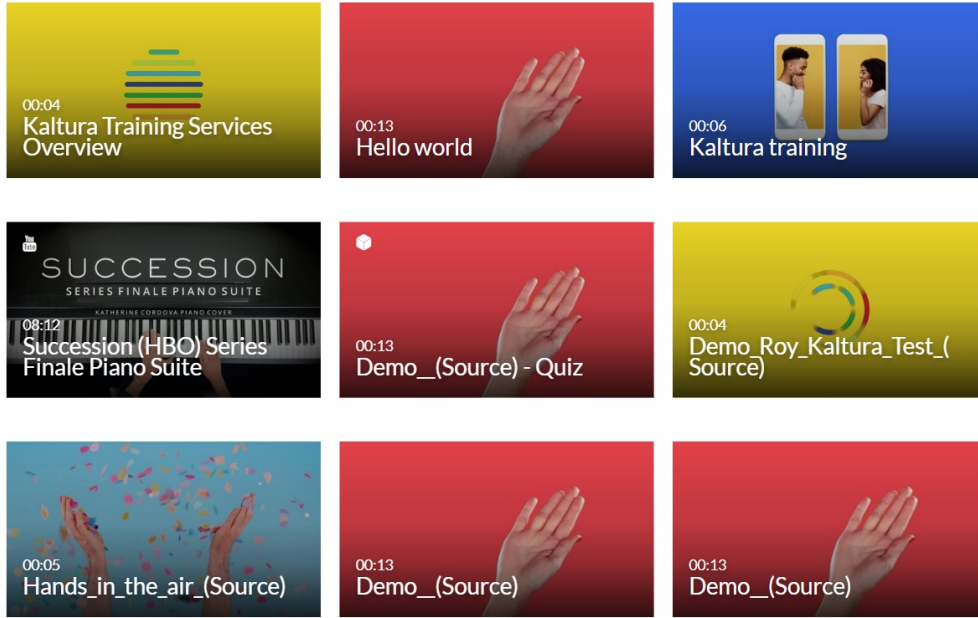 00:04
Kaltura Training Services
Overview
00:13
Hello world
00:06
Kaltura training
You
Tube
SUCCESSION
SERIES FINALE PIANO SUITE
KATHERINE CORDOVA PIANO COVER
08:12
Succession (HBO) Series
Finale Piano Suite
00:13
Demo__(Source) - Quiz
00:04
Demo_Roy_Kaltura_Test_(
Source)
00:05
Hands_in_the_air_(Source)
00:13
Demo__(Source)
00:13
Demo__(Source)